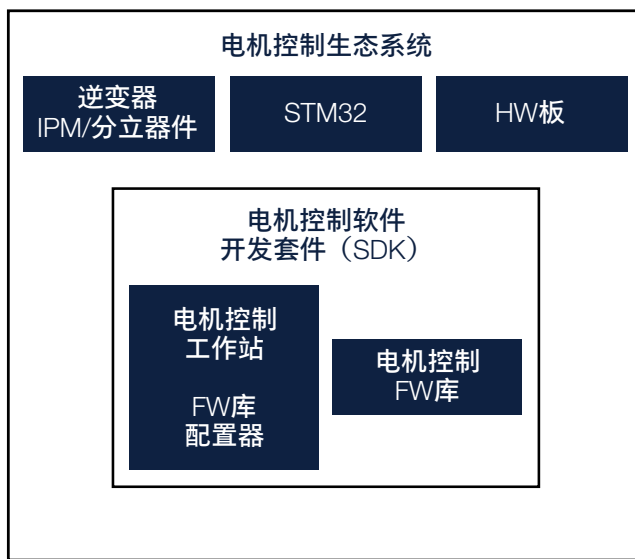 电机控制生态系统
逆变器
IPM/分立器件
STM32
HW板
电机控制软件
开发套件（SDK）
电机控制
工作站
FW库
配置器
电机控制
FW库